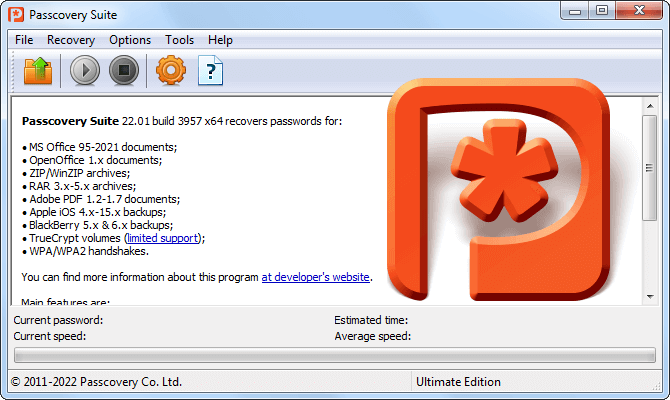 Passcovery Suite
File Recovery Options Tools Help
Passcovery Suite 22.01 build 3957 x64 recovers passwords for:
• MS Office 95-2021 documents;
• OpenOffice 1.x documents;
• ZIP/WinZIP archives;
• RAR 3.x-5.x archives;
• Adobe PDF 1.2-1.7 documents;
• Apple iOS 4.x-15.x backups;
• BlackBerry 5.x & 6.x backups;
• TrueCrypt volumes (limited support);
• WPA/WPA2 handshakes.
You can find more information about this program at developer's website.
Main features are:
Current password: Estimated time:
Current speed: Average speed:
© 2011-2022 Passcovery Co. Ltd. Ultimate Edition